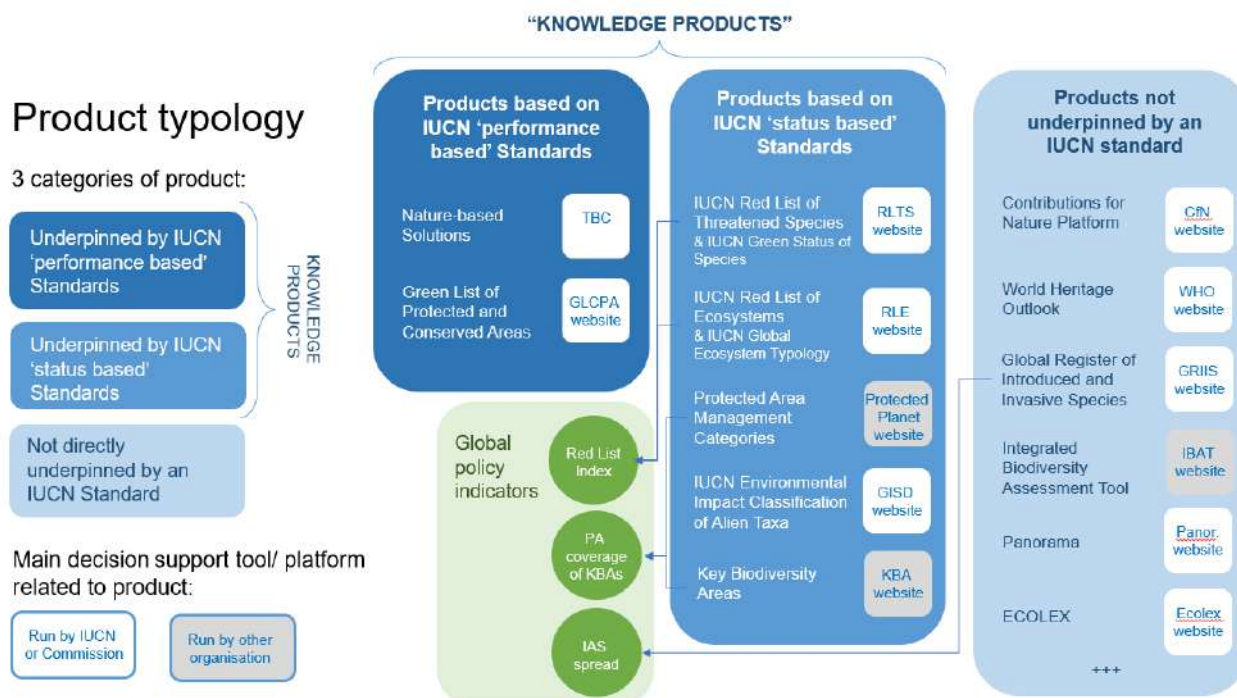 “KNOWLEDGE PRODUCTS”
Product typology
3 categories of product:
Underpinned by IUCN
‘performance based’
Standards
Underpinned by IUCN
‘status based’
Standards
KNOWLEDGE
PRODUCTS
Not directly
underpinned by an
IUCN Standard
Main decision support tool/ platform
related to product:
Run by IUCN
or Commission
Run by other
organisation
Products based on
IUCN ‘performance
based’ Standards
Nature-based
Solutions
TBC
Green List of
Protected and
Conserved Areas
GLCPA
website
Global
policy
indicators
Red List
Index
PA
coverage
of KBAs
IAS
spread
Products based on
IUCN ‘status based’
Standards
IUCN Red List of
Threatened Species
& IUCN Green Status of
Species
RLTS
website
IUCN Red List of
Ecosystems
& IUCN Global
Ecosystem Typology
RLE
website
Protected Area
Management
Categories
Protected
Planet
website
IUCN Environmental
Impact Classification
of Alien Taxa
GISD
website
Key Biodiversity
Areas
KBA
website
Products not
underpinned by an
IUCN standard
Contributions for
Nature Platform
CfN
website
World Heritage
Outlook
WHO
website
Global Register of
Introduced and
Invasive Species
GRIIS
website
Integrated
Biodiversity
Assessment Tool
IBAT
website
Panorama
Panor.
website
ECOLEX
Ecolex
website
+++